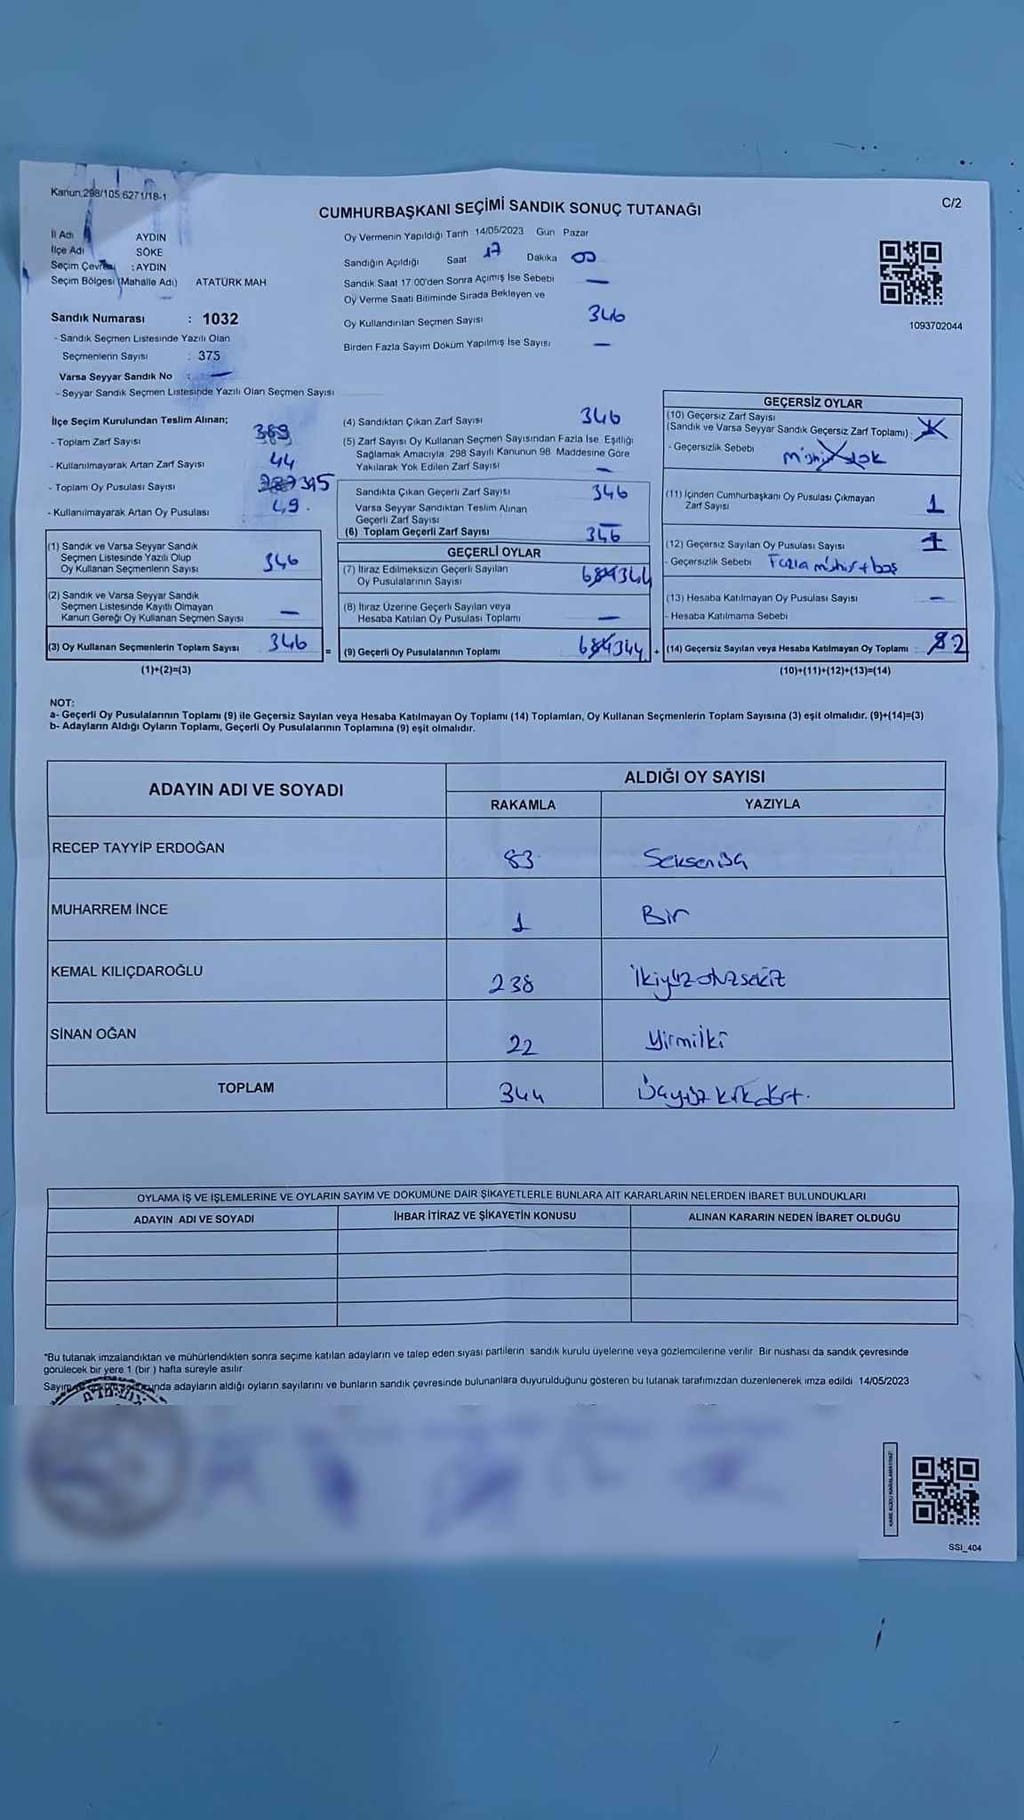 Kanun.298/105.6271/18-1
C/2
CUMHURBAŞKANI SEÇİMİ SANDIK SONUÇ TUTANAĞI
İl Adı AYDIN
İlçe Adı SÖKE
Seçim Çevresi : AYDIN
Seçim Bölgesi (Mahalle Adı) ATATÜRK MAH
Sandık Numarası : 1032
- Sandık Seçmen Listesinde Yazılı Olan
Seçmenlerin Sayısı : 375
Varsa Seyyar Sandık No : —
- Seyyar Sandık Seçmen Listesinde Yazılı Olan Seçmen Sayısı
Oy Vermenin Yapıldığı Tarih 14/05/2023 Gün Pazar
Sandığın Açıldığı Saat 17 Dakika 00
Sandık Saat 17:00'den Sonra Açımış İse Sebebi —
Oy Verme Saati Bitiminde Sırada Bekleyen ve
Oy Kullandırılan Seçmen Sayısı 346
Birden Fazla Sayım Döküm Yapılmış İse Sayısı —
1093702044
İlçe Seçim Kurulundan Teslim Alınan;
- Toplam Zarf Sayısı
- Kullanılmayarak Artan Zarf Sayısı 44
- Toplam Oy Pusulası Sayısı 395
- Kullanılmayarak Artan Oy Pusulası 49.
(1) Sandık ve Varsa Seyyar Sandık
Seçmen Listesinde Yazılı Olup
Oy Kullanan Seçmenlerin Sayısı 346
(2) Sandık ve Varsa Seyyar Sandık
Seçmen Listesinde Kayıtlı Olmayan
Kanun Gereği Oy Kullanan Seçmen Sayısı —
(3) Oy Kullanan Seçmenlerin Toplam Sayısı 346
(1)+(2)=(3)
(4) Sandıktan Çıkan Zarf Sayısı 346
(5) Zarf Sayısı Oy Kullanan Seçmen Sayısından Fazla İse, Eşitliği
Sağlamak Amacıyla, 298 Sayılı Kanunun 98. Maddesine Göre
Yakılarak Yok Edilen Zarf Sayısı —
Sandıkta Çıkan Geçerli Zarf Sayısı 346
Varsa Seyyar Sandıktan Teslim Alınan
Geçerli Zarf Sayısı —
(6) Toplam Geçerli Zarf Sayısı 346
GEÇERLİ OYLAR
(7) İtiraz Edilmeksizin Geçerli Sayılan
Oy Pusulalarının Sayısı 344
(8) İtiraz Üzerine Geçerli Sayılan veya
Hesaba Katılan Oy Pusulası Toplamı —
= (9) Geçerli Oy Pusulalarının Toplamı 344
GEÇERSİZ OYLAR
(10) Geçersiz Zarf Sayısı
(Sandık ve Varsa Seyyar Sandık Geçersiz Zarf Toplamı) :
- Geçersizlik Sebebi
(11) İçinden Cumhurbaşkanı Oy Pusulası Çıkmayan
Zarf Sayısı 1
(12) Geçersiz Sayılan Oy Pusulası Sayısı 1
- Geçersizlik Sebebi Fazla mühür+boş
(13) Hesaba Katılmayan Oy Pusulası Sayısı —
- Hesaba Katılmama Sebebi
+ (14) Geçersiz Sayılan veya Hesaba Katılmayan Oy Toplamı : 2
(10)+(11)+(12)+(13)=(14)
NOT:
a- Geçerli Oy Pusulalarının Toplamı (9) ile Geçersiz Sayılan veya Hesaba Katılmayan Oy Toplamı (14) Toplamları, Oy Kullanan Seçmenlerin Toplam Sayısına (3) eşit olmalıdır. (9)+(14)=(3)
b- Adayların Aldığı Oyların Toplamı, Geçerli Oy Pusulalarının Toplamına (9) eşit olmalıdır.
ADAYIN ADI VE SOYADI ALDIĞI OY SAYISI
RAKAMLA YAZIYLA
RECEP TAYYİP ERDOĞAN 83 Seksenüç
MUHARREM İNCE 1 Bir
KEMAL KILIÇDAROĞLU 238 İkiyüzotuzsekiz
SİNAN OĞAN 22 Yirmiiki
TOPLAM 344 Üçyüzkırkdört.
OYLAMA İŞ VE İŞLEMLERİNE VE OYLARIN SAYIM VE DÖKÜMÜNE DAİR ŞİKAYETLERLE BUNLARA AİT KARARLARIN NELERDEN İBARET BULUNDUKLARI
ADAYIN ADI VE SOYADI İHBAR İTİRAZ VE ŞİKAYETİN KONUSU ALINAN KARARIN NEDEN İBARET OLDUĞU
*Bu tutanak imzalandıktan ve mühürlendikten sonra seçime katılan adayların ve talep eden siyasi partilerin sandık kurulu üyelerine veya gözlemcilerine verilir. Bir nüshası da sandık çevresinde
görülecek bir yere 1 (bir) hafta süreyle asılır.
adayların aldığı oyların sayılarını ve bunların sandık çevresinde bulunanlara duyurulduğunu gösteren bu tutanak tarafımızdan düzenlenerek imza edildi. 14/05/2023
SSI_404